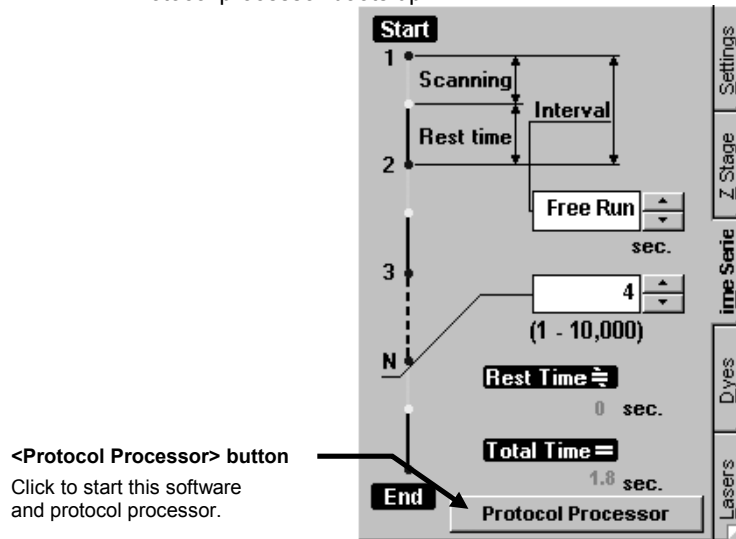 Start
1
Scanning
Interval
Rest time
2
Free Run
sec.
3
4
(1 - 10,000)
N
Rest Time≒
0 sec.
Total Time=
1.8 sec.
End
Protocol Processor
Settings
Z Stage
ime Serie
Dyes
Lasers
<Protocol Processor> button
Click to start this software
and protocol processor.